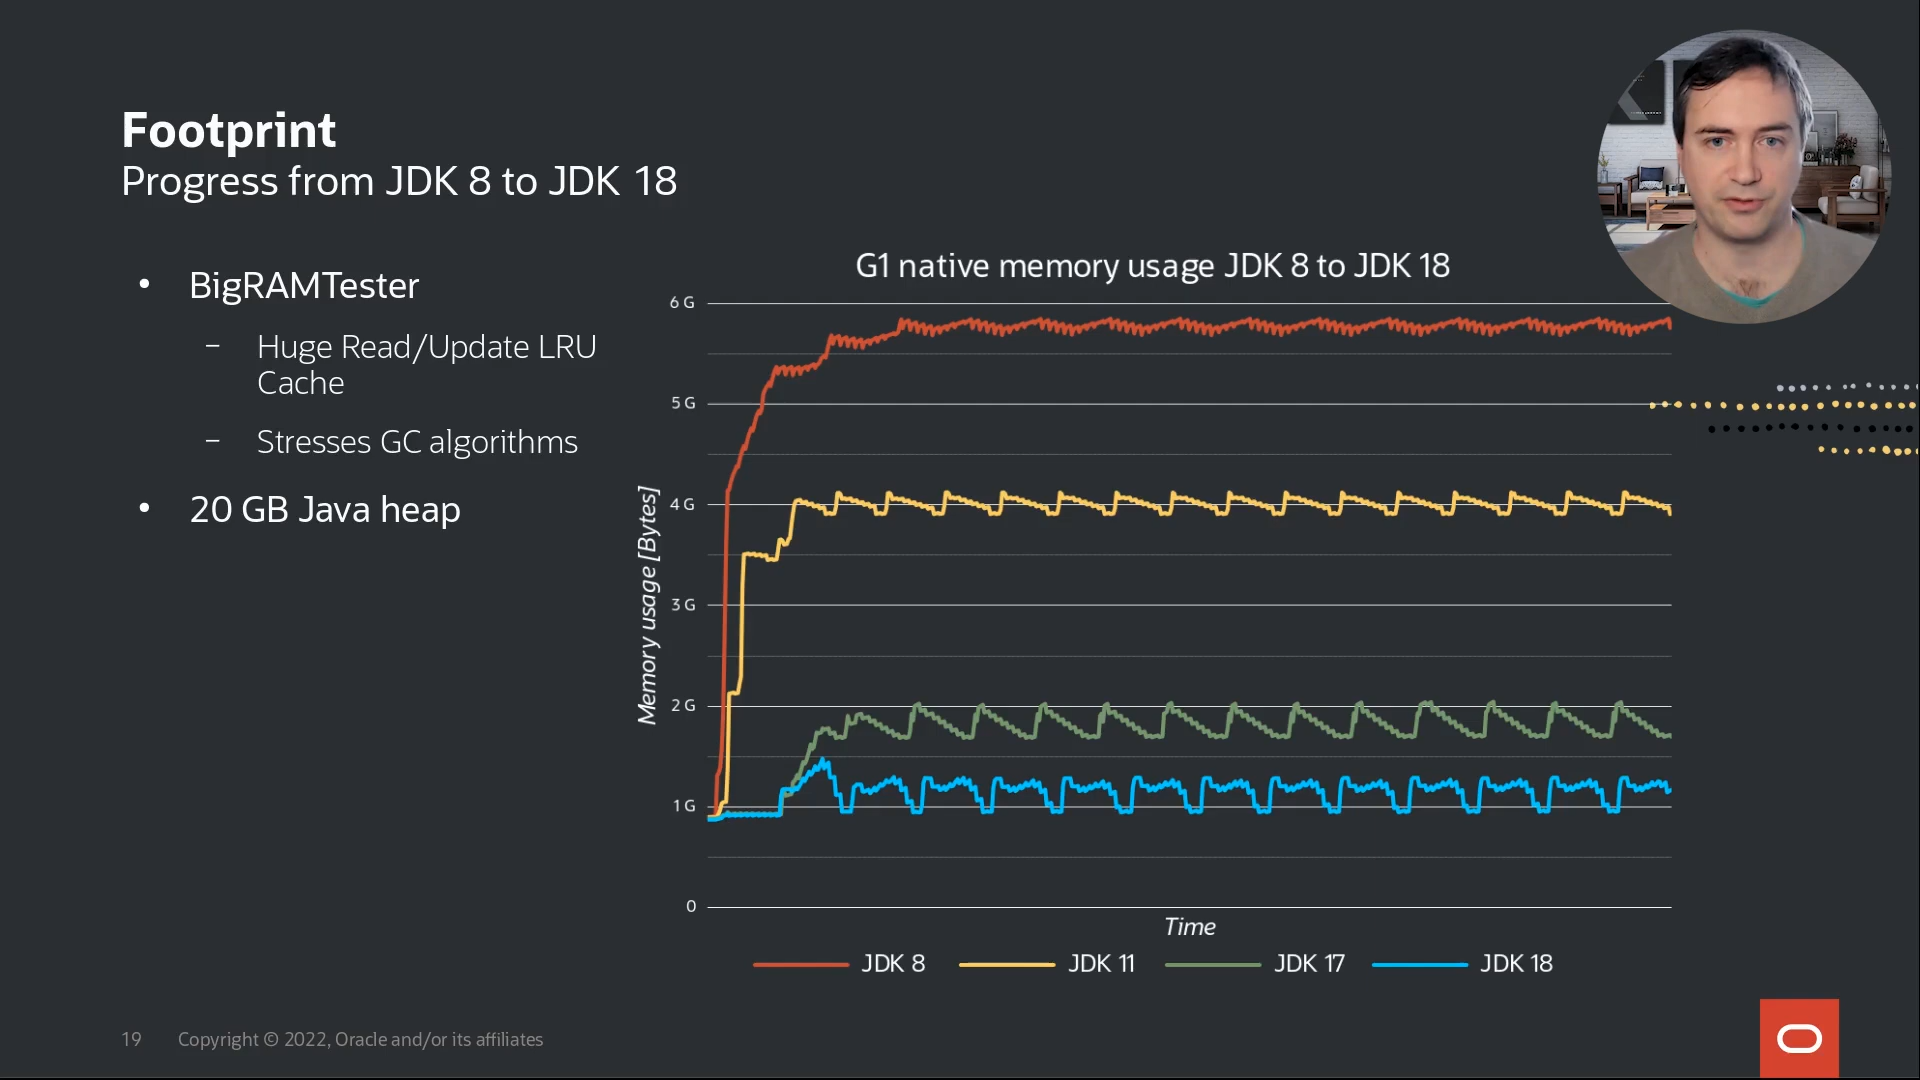 Footprint
Progress from JDK 8 to JDK 18
• BigRAMTester
– Huge Read/Update LRU
Cache
– Stresses GC algorithms
• 20 GB Java heap
G1 native memory usage JDK 8 to JDK 18
Memory usage [Bytes]
6 G
5 G
4 G
3 G
2 G
1 G
0
Time
JDK 8 JDK 11 JDK 17 JDK 18
19 Copyright © 2022, Oracle and/or its affiliates